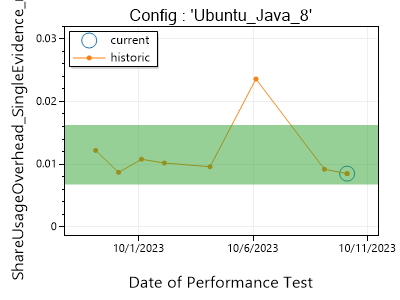 Config : 'Ubuntu_Java_8'
ShareUsageOverhead_SingleEvidence_
current
historic
0.03
0.02
0.01
0
10/1/2023
10/6/2023
10/11/2023
Date of Performance Test